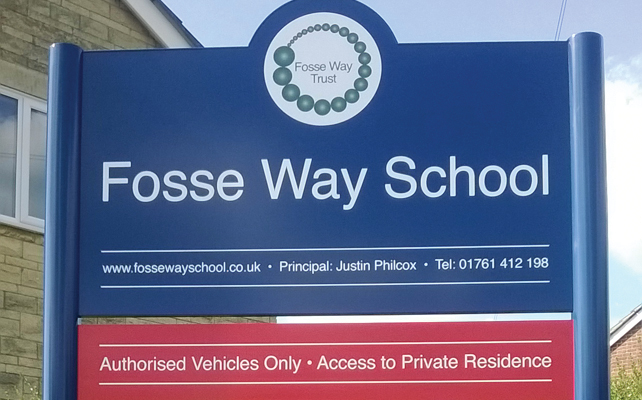 Fosse Way
Trust
Fosse Way School
www.fossewayschool.co.uk • Principal: Justin Philcox • Tel: 01761 412 198
Authorised Vehicles Only • Access to Private Residence